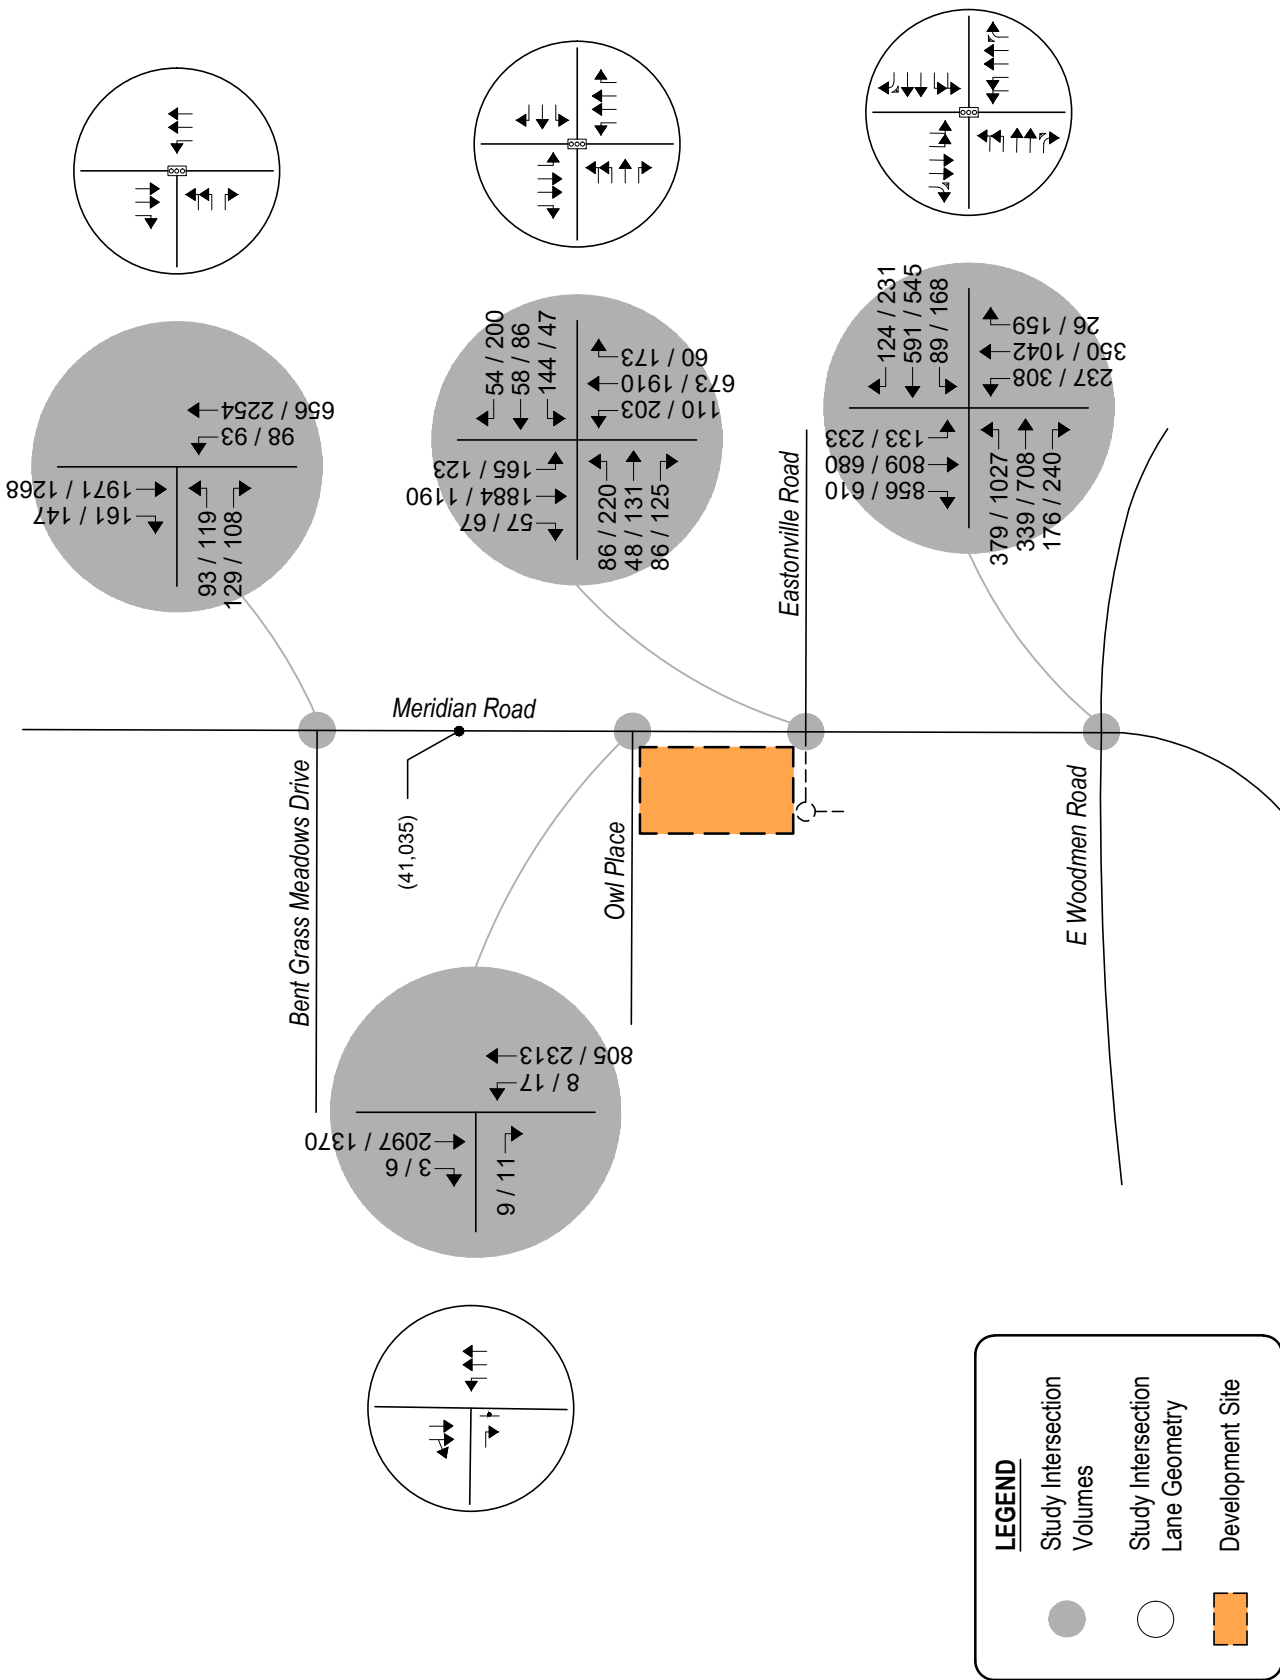 1971 / 1268
161 / 147
93 / 119
129 / 108
656 / 2254
98 / 93
54 / 200
58 / 86
144 / 47
60 / 173
673 / 1910
110 / 203
165 / 123
1884 / 1190
57 / 67
86 / 220
48 / 131
86 / 125
124 / 231
591 / 545
89 / 168
26 / 159
350 / 1042
237 / 308
133 / 233
809 / 680
856 / 610
379 / 1027
339 / 708
176 / 240
Meridian Road
Eastonville Road
Bent Grass Meadows Drive
(41,035)
Owl Place
E Woodmen Road
805 / 2313
8 / 17
2097 / 1370
3 / 6
9 / 11
LEGEND
Study Intersection
Volumes
Study Intersection
Lane Geometry
Development Site